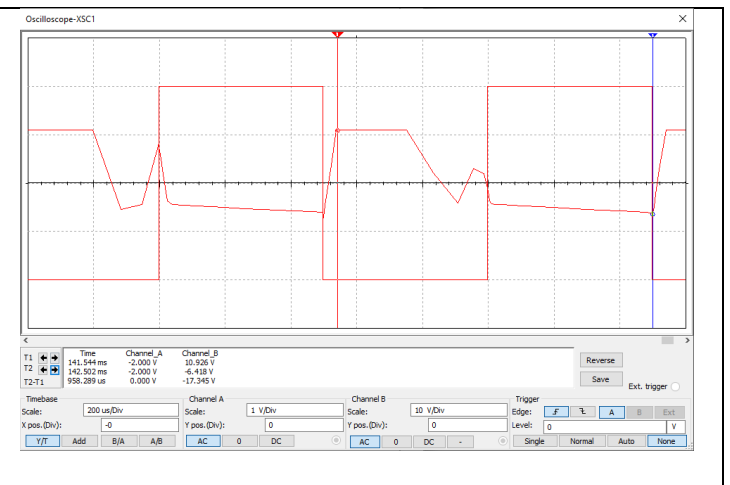 Oscilloscope-XSC1
Time Channel_A Channel_B
T1 141.544 ms -2.000 V 10.926 V
T2 142.502 ms -2.000 V -6.418 V
T2-T1 958.289 us 0.000 V -17.345 V
Reverse
Save
Ext. trigger
Timebase
Scale: 200 us/Div
X pos.(Div): -0
Y/T Add B/A A/B
Channel A
Scale: 1 V/Div
Y pos.(Div): 0
AC 0 DC
Channel B
Scale: 10 V/Div
Y pos.(Div): 0
AC 0 DC -
Trigger
Edge: A B Ext
Level: 0 V
Single Normal Auto None